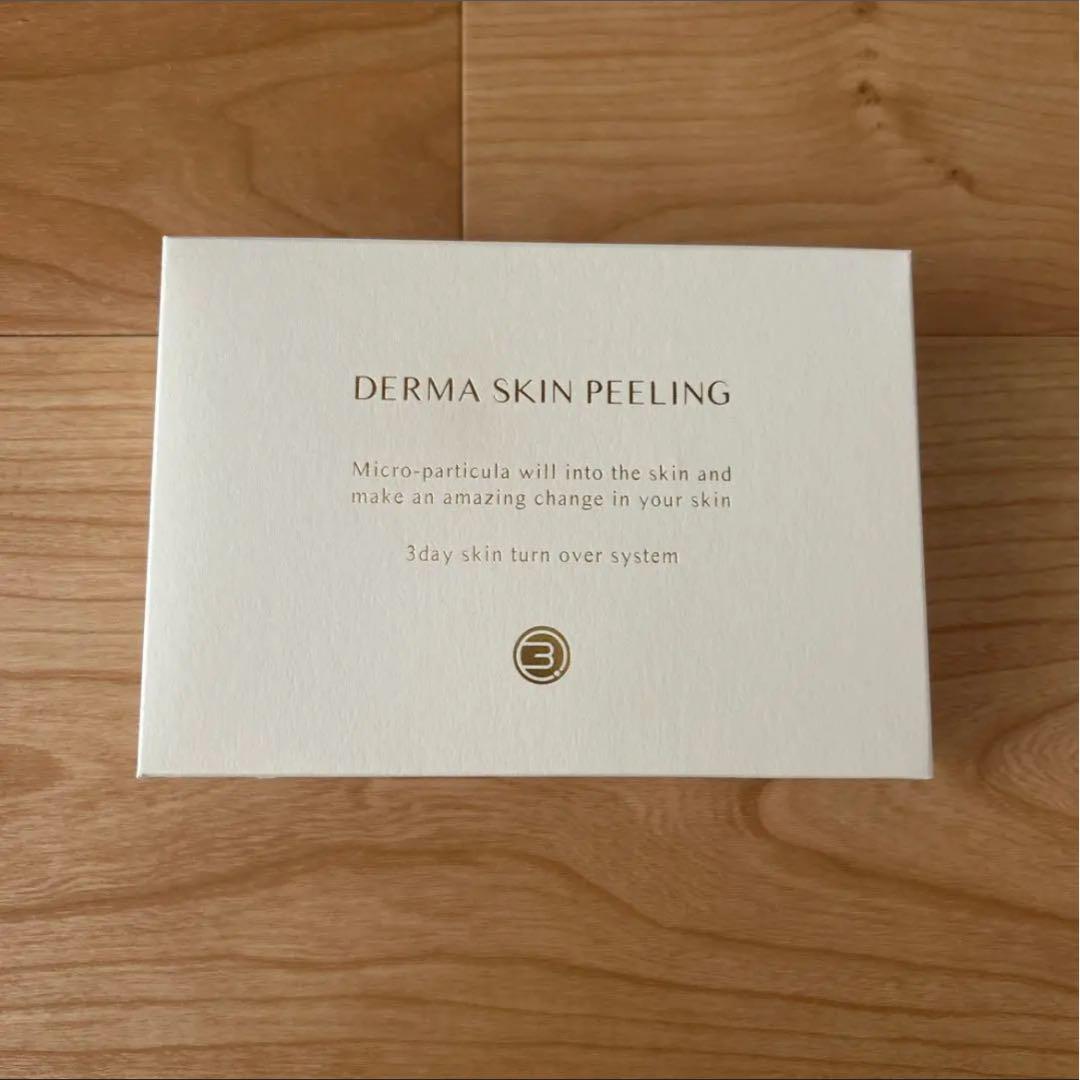 DERMA SKIN PEELING
Micro-particula will into the skin and
make an amazing change in your skin
3day skin turn over system
3